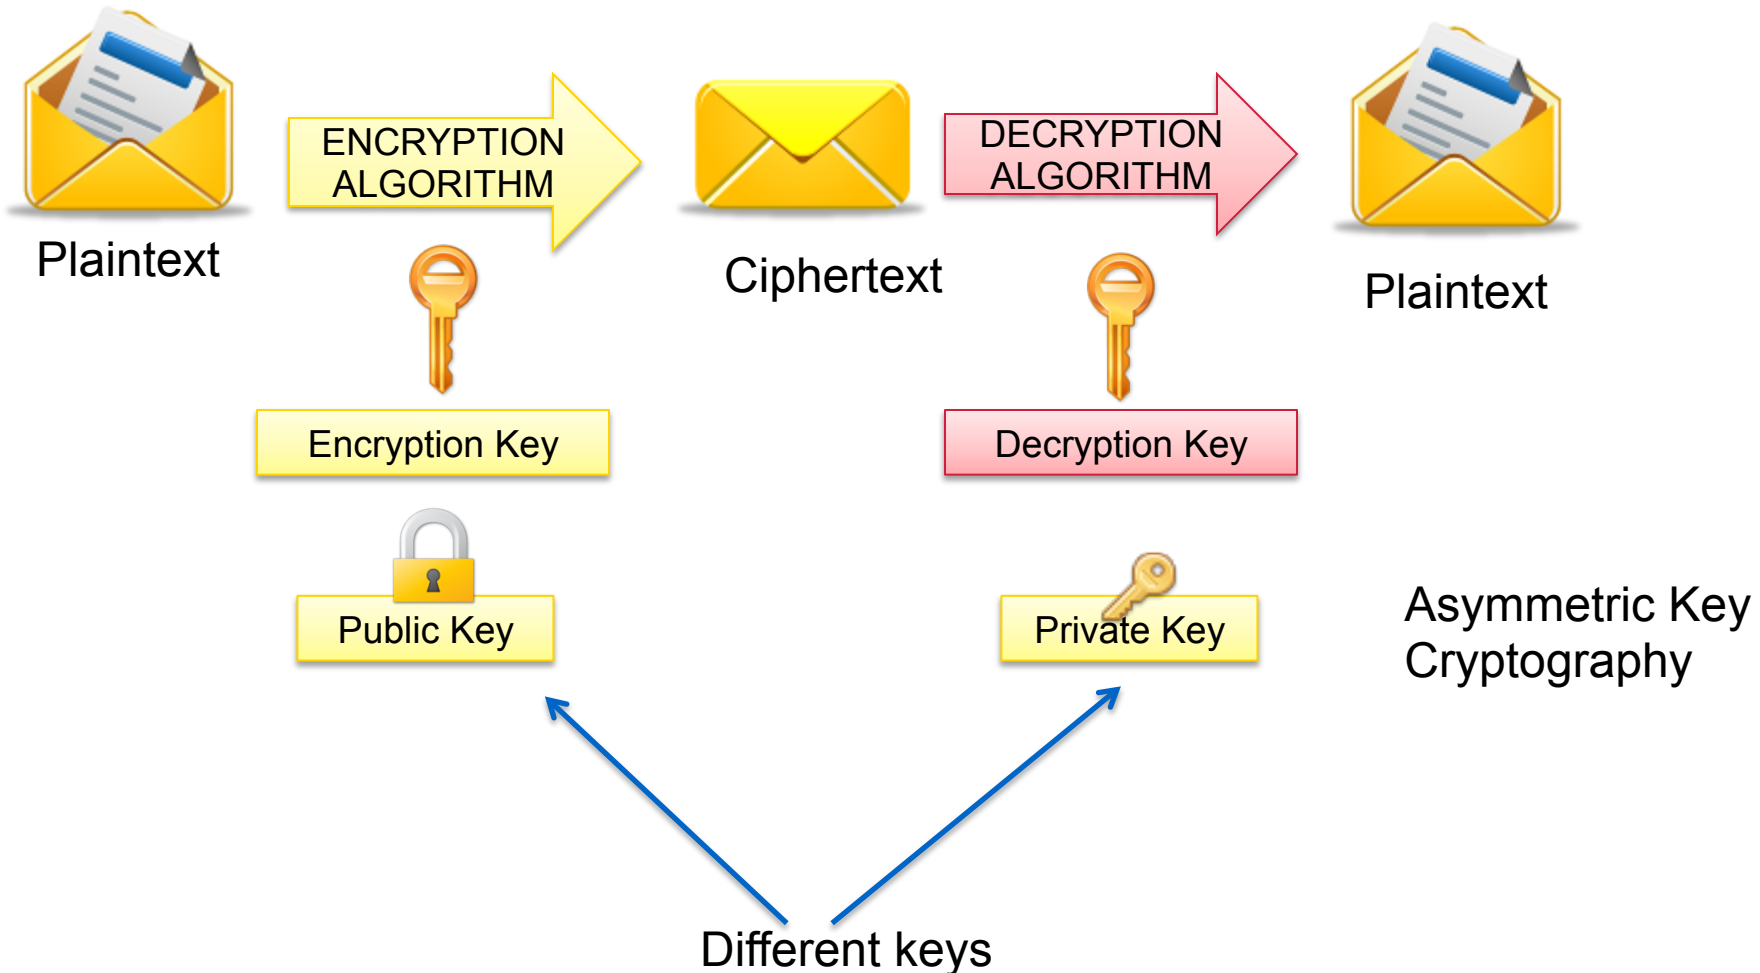 ENCRYPTION
ALGORITHM
DECRYPTION
ALGORITHM
Plaintext
Ciphertext
Plaintext
Encryption Key
Decryption Key
Public Key
Private Key
Asymmetric Key
Cryptography
Different keys